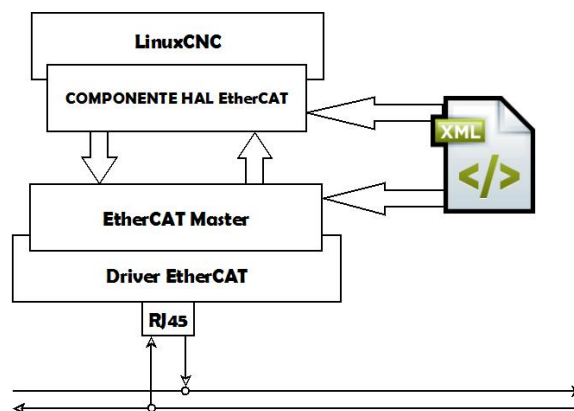 LinuxCNC
COMPONENTE HAL EtherCAT
XML
</>
EtherCAT Master
Driver EtherCAT
RJ45